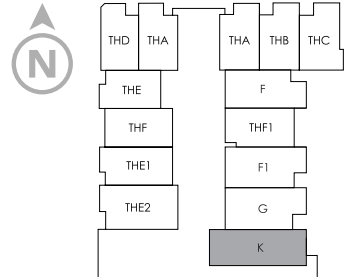 N
THD THA THA THB THC
THE F
THF THF1
THE1 F1
THE2 G
K